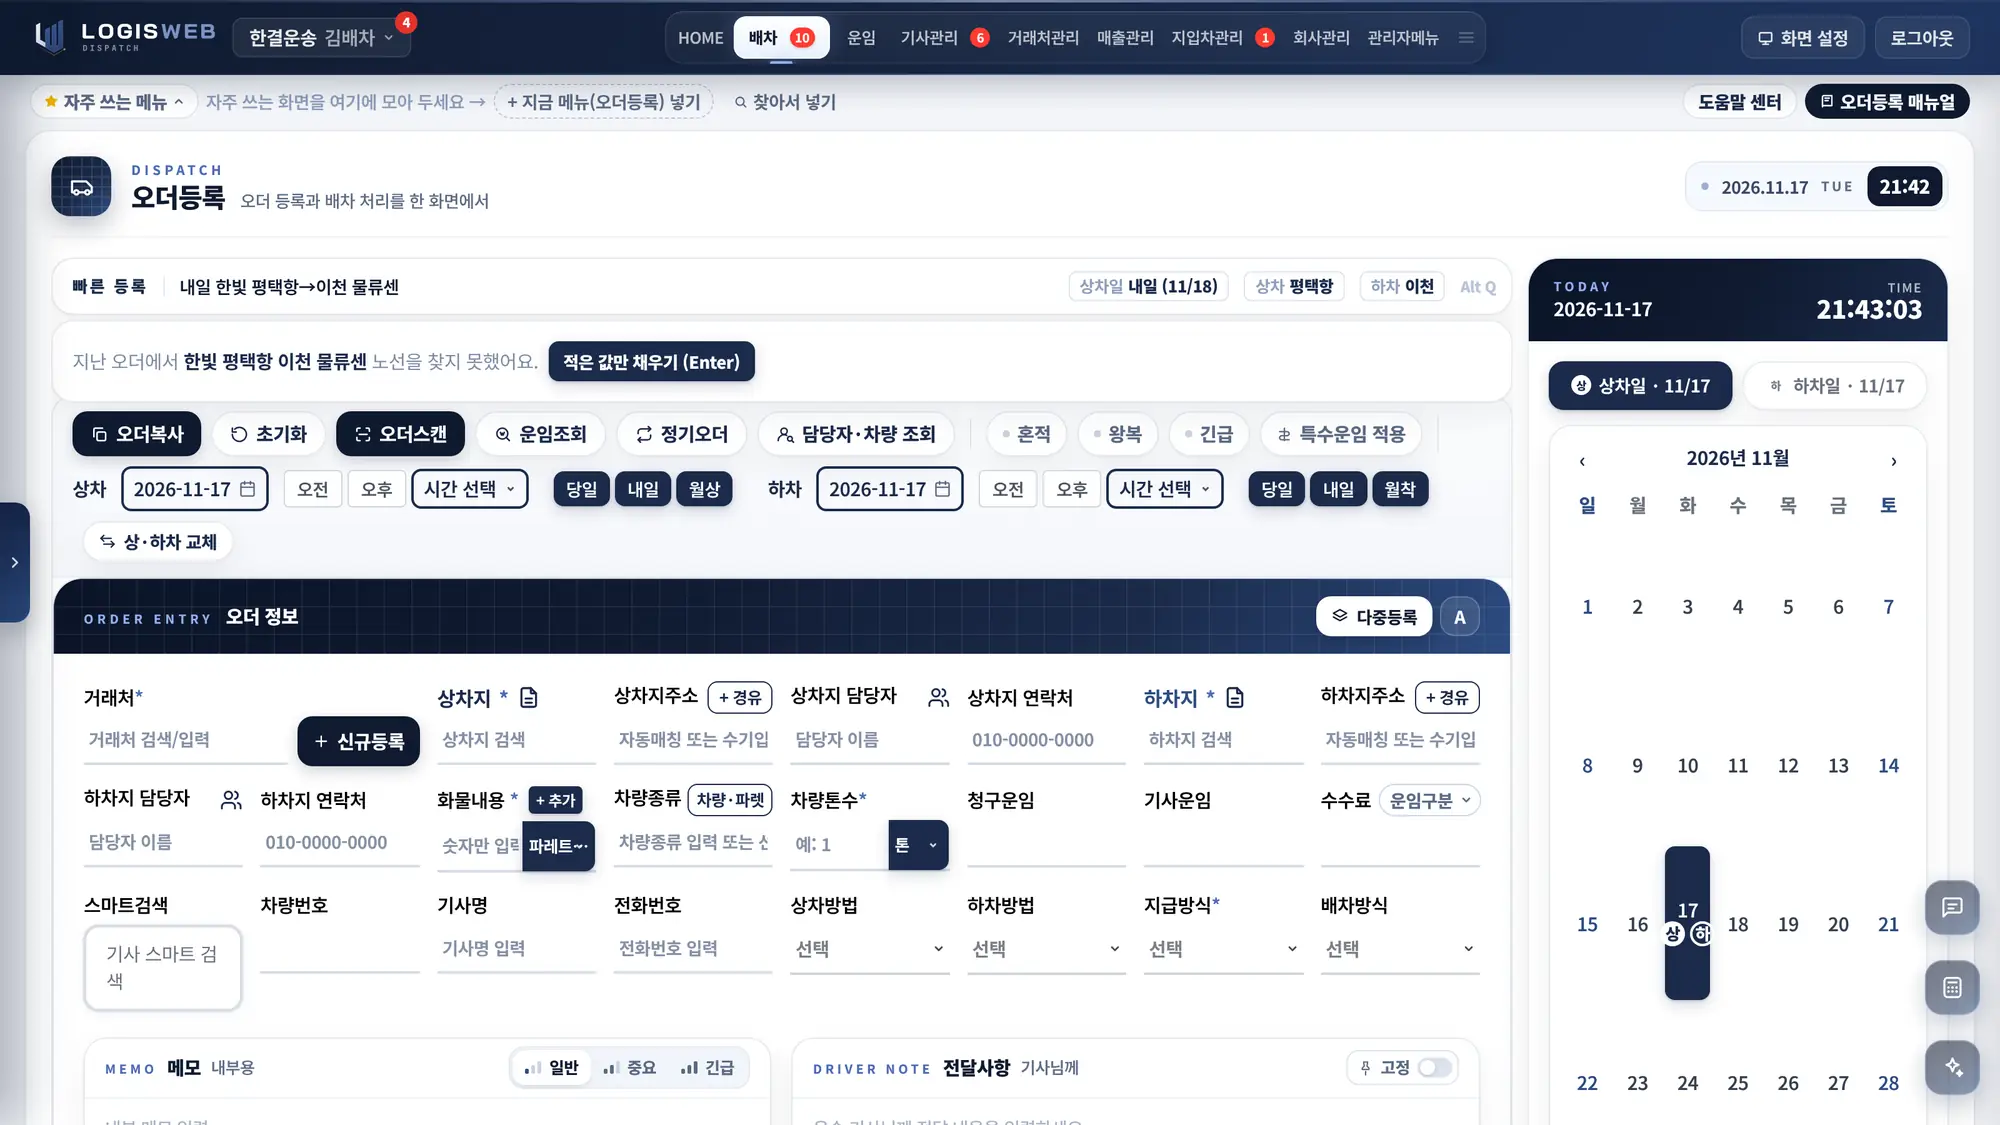 LOGISWEB
DISPATCH
한결운송 김배차
4
HOME
배차 10
운임
기사관리 6
거래처관리
매출관리
지입차관리 1
회사관리
관리자메뉴
화면 설정
로그아웃
자주 쓰는 메뉴
자주 쓰는 화면을 여기에 모아 두세요 →
+ 지금 메뉴(오더등록) 넣기
찾아서 넣기
도움말 센터
오더등록 매뉴얼
DISPATCH
오더등록 오더 등록과 배차 처리를 한 화면에서
2026.11.17 TUE 21:42
빠른 등록 내일 한빛 평택항→이천 물류센
상차일 내일 (11/18)
상차 평택항
하차 이천
Alt Q
지난 오더에서 한빛 평택항 이천 물류센 노선을 찾지 못했어요.
적은 값만 채우기 (Enter)
오더복사
초기화
오더스캔
운임조회
정기오더
담당자·차량 조회
혼적
왕복
긴급
특수운임 적용
상차 2026-11-17 오전 오후 시간 선택 당일 내일 월상
하차 2026-11-17 오전 오후 시간 선택 당일 내일 월착
상·하차 교체
ORDER ENTRY 오더 정보
다중등록
A
거래처*
상차지 *
상차지주소 + 경유
상차지 담당자
상차지 연락처
하차지 *
하차지주소 + 경유
거래처 검색/입력
+ 신규등록
상차지 검색
자동매칭 또는 수기입
담당자 이름
010-0000-0000
하차지 검색
자동매칭 또는 수기입
하차지 담당자
하차지 연락처
화물내용 * + 추가
차량종류 차량·파렛
차량톤수*
청구운임
기사운임
수수료 운임구분
담당자 이름
010-0000-0000
숫자만 입력
파레트
차량종류 입력 또는
예: 1
톤
스마트검색
차량번호
기사명
전화번호
상차방법
하차방법
지급방식*
배차방식
기사 스마트 검
색
기사명 입력
전화번호 입력
선택
선택
선택
선택
MEMO 메모 내부용
일반
중요
긴급
DRIVER NOTE 전달사항 기사님께
고정
TODAY
2026-11-17
TIME
21:43:03
상 상차일 · 11/17
하 하차일 · 11/17
‹ 2026년 11월 ›
일 월 화 수 목 금 토
1 2 3 4 5 6 7
8 9 10 11 12 13 14
15 16 17 18 19 20 21
상 하
22 23 24 25 26 27 28